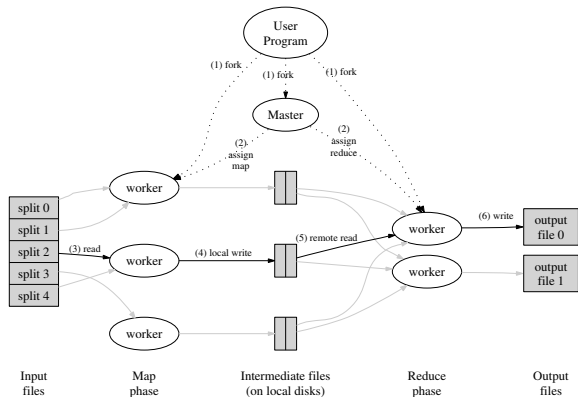 User
Program
(1) fork
(1) fork
(1) fork
Master
(2)
assign
map
(2)
assign
reduce
worker
split 0
split 1
split 2
split 3
split 4
(3) read
worker
(4) local write
(5) remote read
worker
(6) write
output
file 0
worker
output
file 1
worker
Input
files
Map
phase
Intermediate files
(on local disks)
Reduce
phase
Output
files